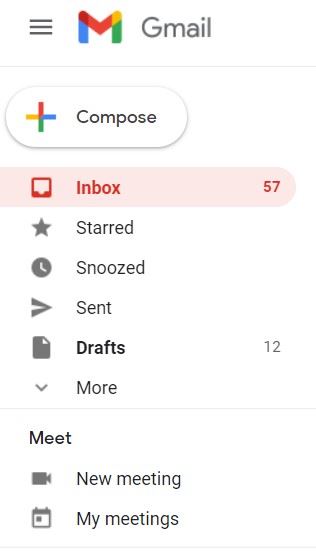 Gmail
Compose
Inbox 57
Starred
Snoozed
Sent
Drafts 12
More
Meet
New meeting
My meetings